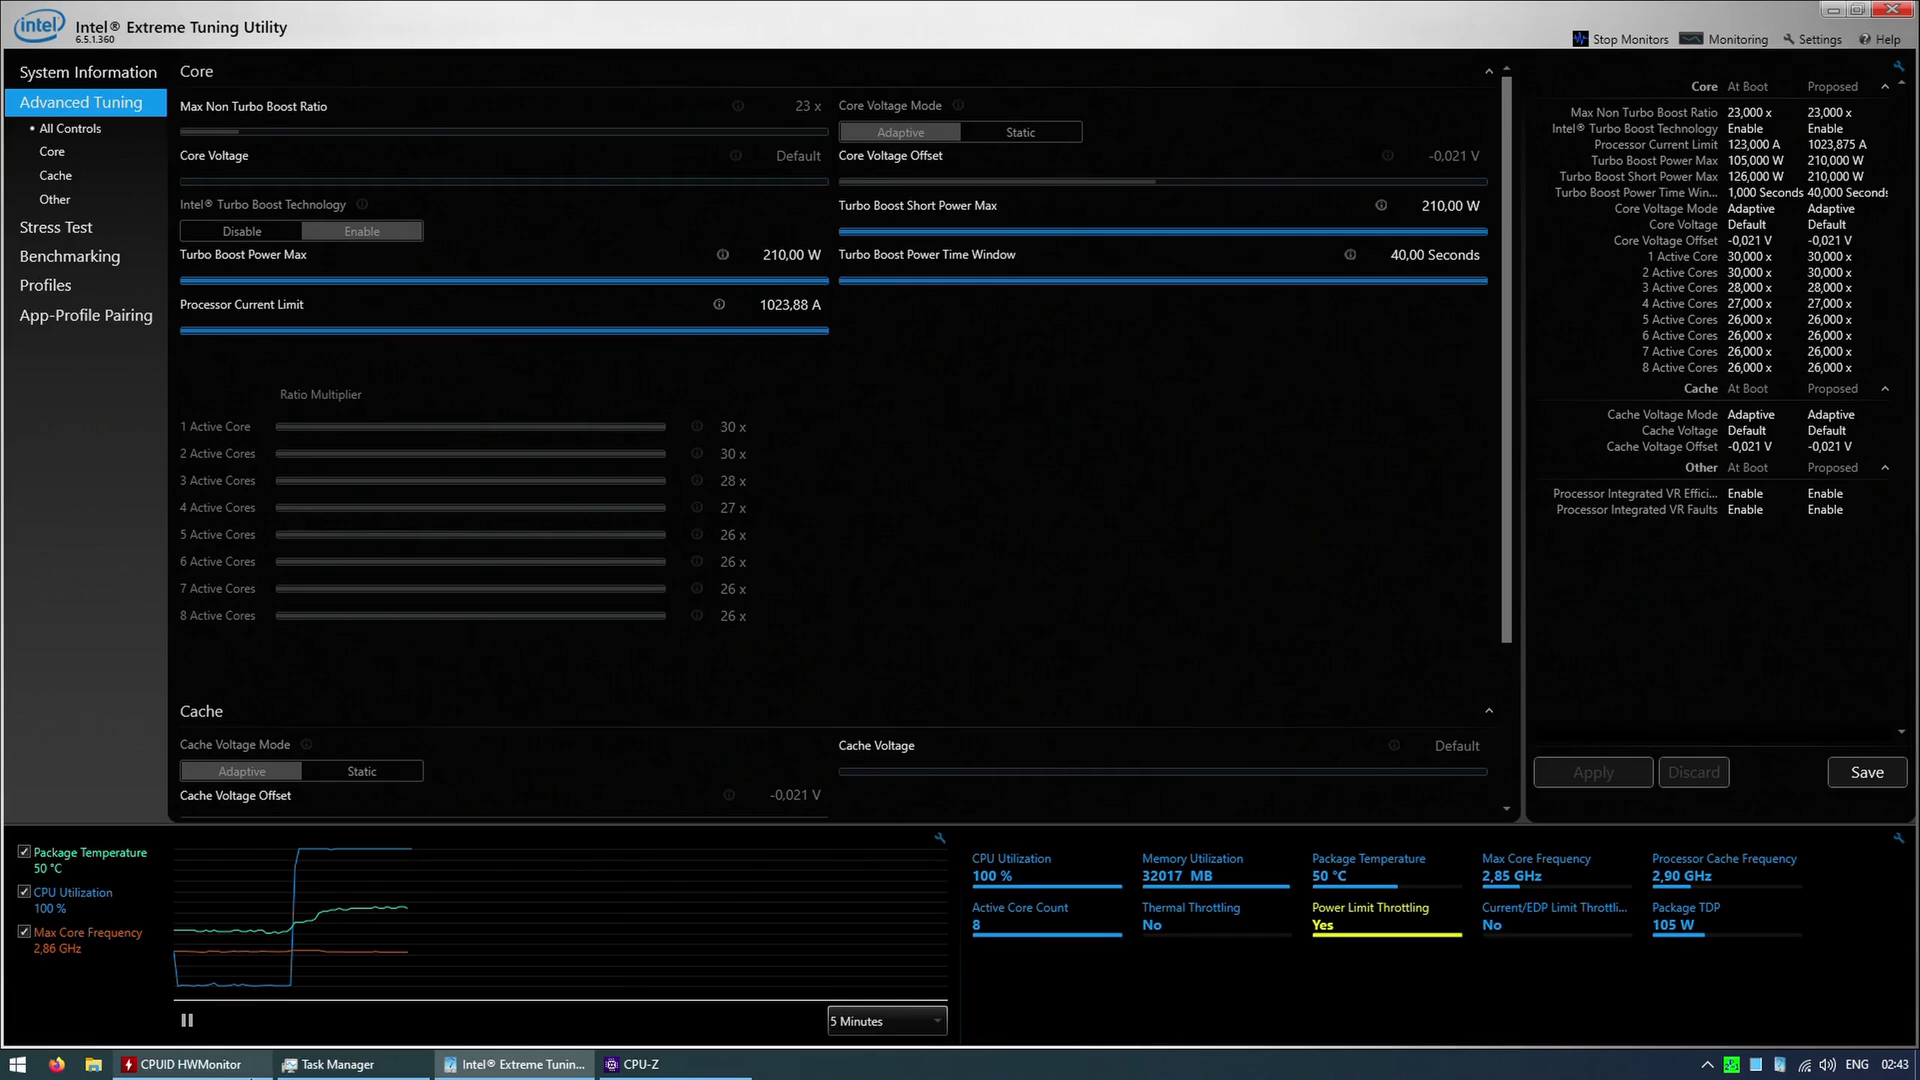 intel
Intel® Extreme Tuning Utility
6.5.1.360
Stop Monitors
Monitoring
Settings
Help
System Information
Advanced Tuning
• All Controls
Core
Cache
Other
Stress Test
Benchmarking
Profiles
App-Profile Pairing
Core
Max Non Turbo Boost Ratio
23 x
Core Voltage Mode
Adaptive
Static
Core Voltage
Default
Core Voltage Offset
-0,021 V
Intel® Turbo Boost Technology
Disable
Enable
Turbo Boost Short Power Max
210,00 W
Turbo Boost Power Max
210,00 W
Turbo Boost Power Time Window
40,00 Seconds
Processor Current Limit
1023,88 A
Ratio Multiplier
1 Active Core 30 x
2 Active Cores 30 x
3 Active Cores 28 x
4 Active Cores 27 x
5 Active Cores 26 x
6 Active Cores 26 x
7 Active Cores 26 x
8 Active Cores 26 x
Cache
Cache Voltage Mode
Adaptive
Static
Cache Voltage
Default
Cache Voltage Offset
-0,021 V
Core At Boot Proposed
Max Non Turbo Boost Ratio 23,000 x 23,000 x
Intel® Turbo Boost Technology Enable Enable
Processor Current Limit 123,000 A 1023,875 A
Turbo Boost Power Max 105,000 W 210,000 W
Turbo Boost Short Power Max 126,000 W 210,000 W
Turbo Boost Power Time Win... 1,000 Seconds 40,000 Seconds
Core Voltage Mode Adaptive Adaptive
Core Voltage Default Default
Core Voltage Offset -0,021 V -0,021 V
1 Active Core 30,000 x 30,000 x
2 Active Cores 30,000 x 30,000 x
3 Active Cores 28,000 x 28,000 x
4 Active Cores 27,000 x 27,000 x
5 Active Cores 26,000 x 26,000 x
6 Active Cores 26,000 x 26,000 x
7 Active Cores 26,000 x 26,000 x
8 Active Cores 26,000 x 26,000 x
Cache At Boot Proposed
Cache Voltage Mode Adaptive Adaptive
Cache Voltage Default Default
Cache Voltage Offset -0,021 V -0,021 V
Other At Boot Proposed
Processor Integrated VR Effici... Enable Enable
Processor Integrated VR Faults Enable Enable
Apply
Discard
Save
Package Temperature
50 °C
CPU Utilization
100 %
Max Core Frequency
2,86 GHz
5 Minutes
CPU Utilization
100 %
Memory Utilization
32017 MB
Package Temperature
50 °C
Max Core Frequency
2,85 GHz
Processor Cache Frequency
2,90 GHz
Active Core Count
8
Thermal Throttling
No
Power Limit Throttling
Yes
Current/EDP Limit Throttli...
No
Package TDP
105 W
CPUID HWMonitor
Task Manager
Intel® Extreme Tunin...
CPU-Z
ENG
02:43